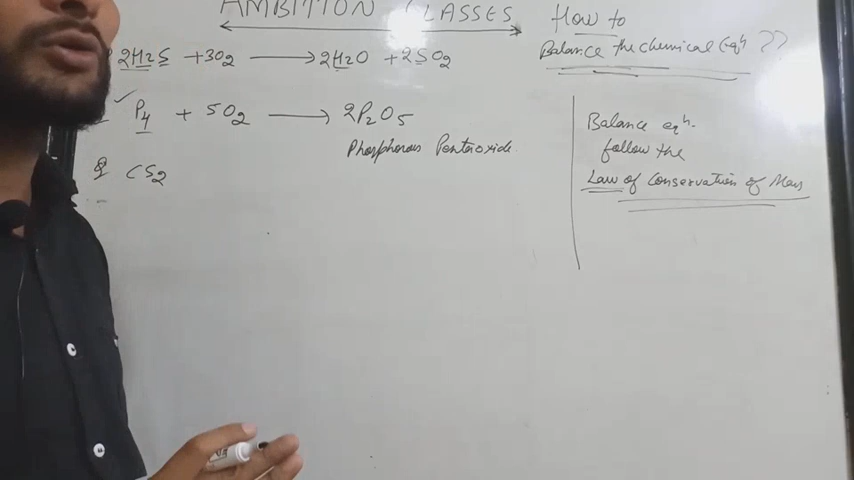 AMBITION CLASSES
2H2S + 3O2 → 2H2O + 2SO2
P4 + 5O2 → 2P2O5
Phosphorous Pentaoxide
Q CS2
How to
Balance the chemical Eqn ??
Balance eqn.
follow the
Law of Conservation of Mass